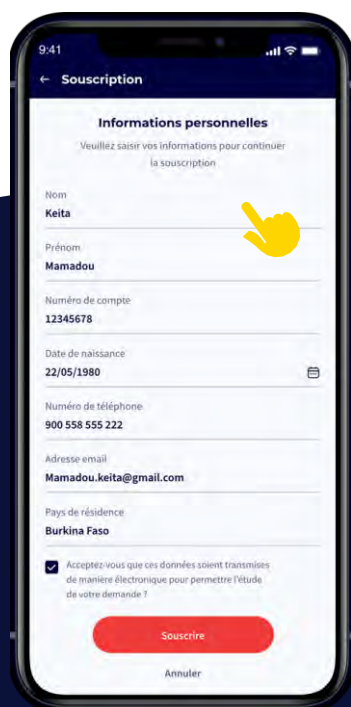 9:41
← Souscription
Informations personnelles
Veuillez saisir vos informations pour continuer
la souscription
Nom
Keita
Prénom
Mamadou
Numéro de compte
12345678
Date de naissance
22/05/1980
Numéro de téléphone
900 558 555 222
Adresse email
Mamadou.keita@gmail.com
Pays de résidence
Burkina Faso
Acceptez-vous que ces données soient transmises
de manière électronique pour permettre l'étude
de votre demande ?
Souscrire
Annuler